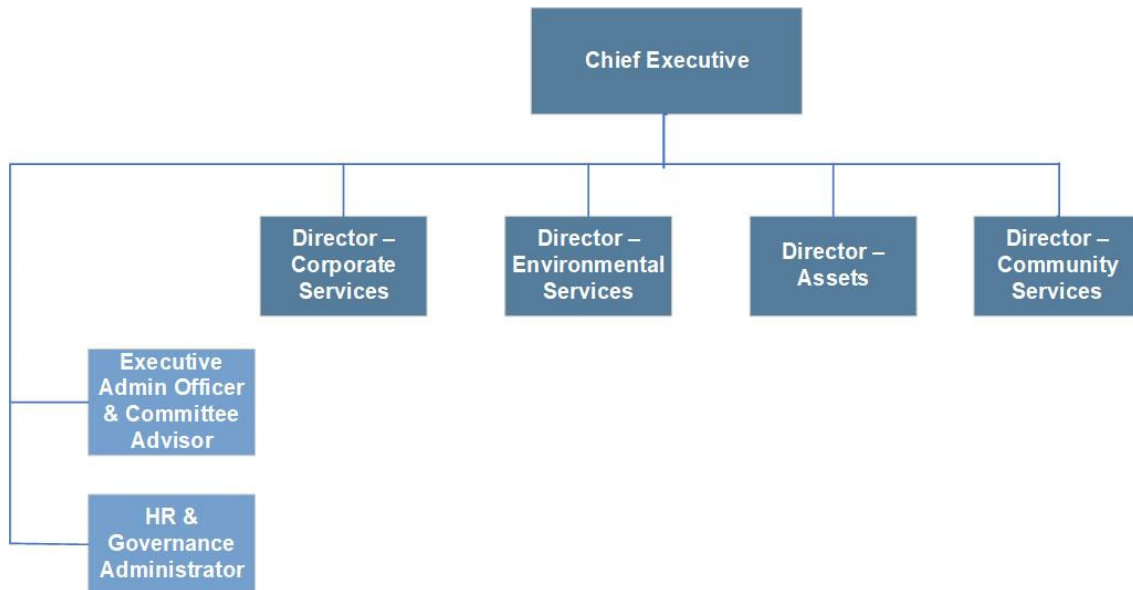 Chief Executive
Director –
Corporate
Services
Director –
Environmental
Services
Director –
Assets
Director –
Community
Services
Executive
Admin Officer
& Committee
Advisor
HR &
Governance
Administrator